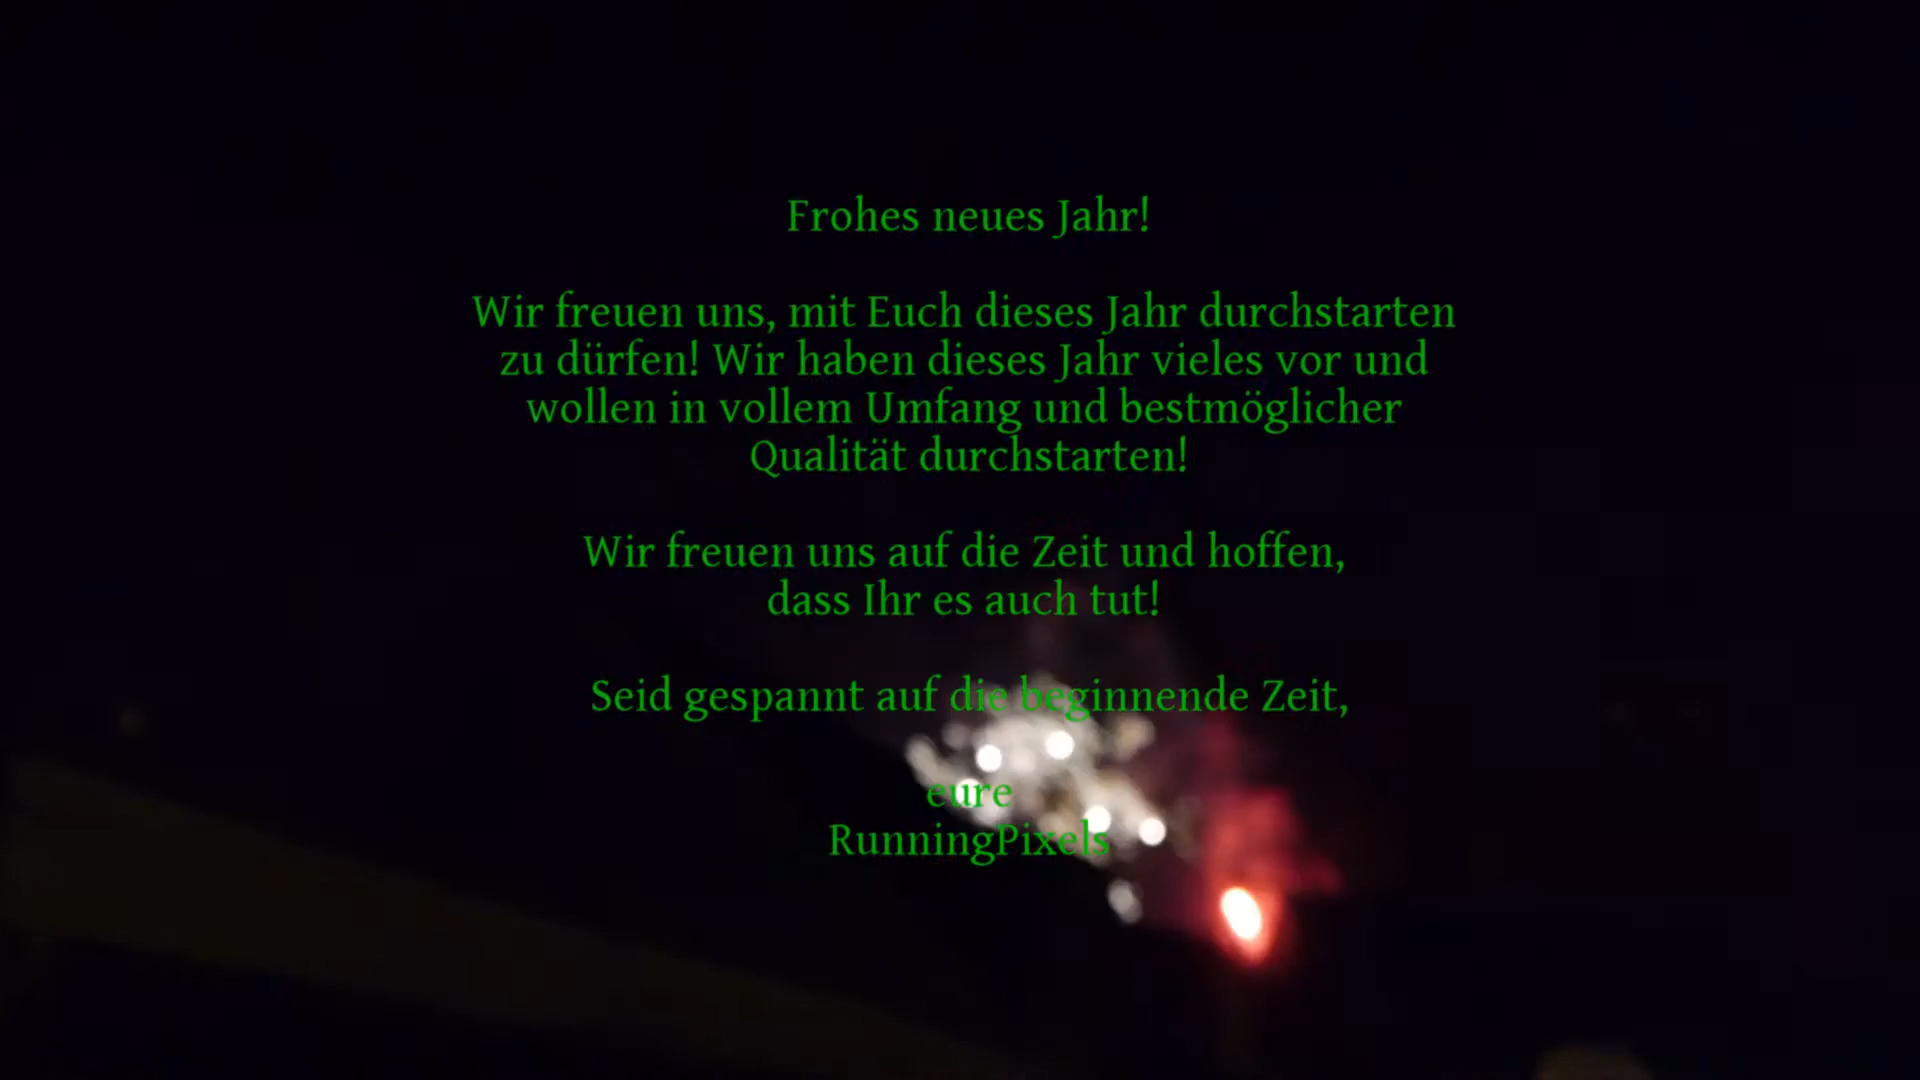 Frohes neues Jahr!
Wir freuen uns, mit Euch dieses Jahr durchstarten
zu dürfen! Wir haben dieses Jahr vieles vor und
wollen in vollem Umfang und bestmöglicher
Qualität durchstarten!
Wir freuen uns auf die Zeit und hoffen,
dass Ihr es auch tut!
Seid gespannt auf die beginnende Zeit,
eure
RunningPixels